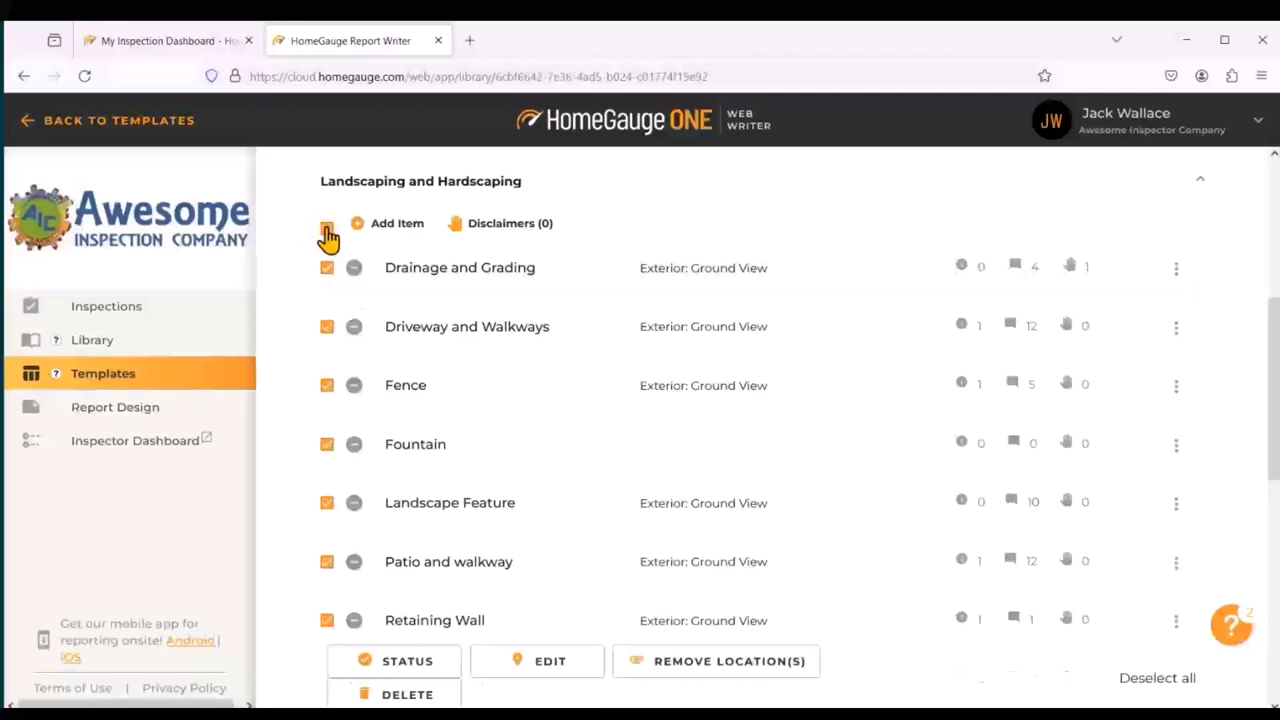 My Inspection Dashboard - Ho
HomeGauge Report Writer
https://cloud.homegauge.com/web/app/library/6cbf6642-7e36-4ad5-b024-c01774f19e92
BACK TO TEMPLATES
HomeGauge ONE
WEB
WRITER
JW
Jack Wallace
Awesome Inspector Company
AIC
Awesome
INSPECTION COMPANY
Inspections
? Library
? Templates
Report Design
Inspector Dashboard
Get our mobile app for
reporting onsite! Android |
iOS
Terms of Use | Privacy Policy
Landscaping and Hardscaping
Add Item Disclaimers (0)
Drainage and Grading Exterior: Ground View 0 4 1
Driveway and Walkways Exterior: Ground View 1 12 0
Fence Exterior: Ground View 1 5 0
Fountain 0 0 0
Landscape Feature Exterior: Ground View 0 10 0
Patio and walkway Exterior: Ground View 1 12 0
Retaining Wall Exterior: Ground View 1 1 0
STATUS EDIT REMOVE LOCATION(S)
DELETE
Deselect all
? 2